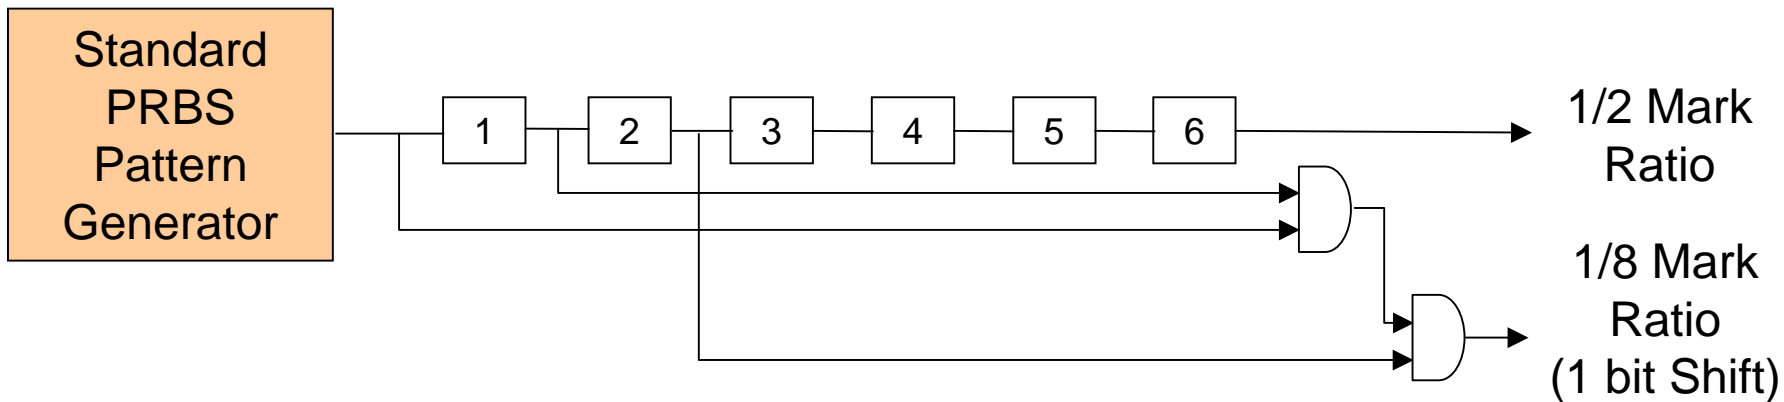 Standard
PRBS
Pattern
Generator
1 2 3 4 5 6
1/2 Mark
Ratio
1/8 Mark
Ratio
(1 bit Shift)